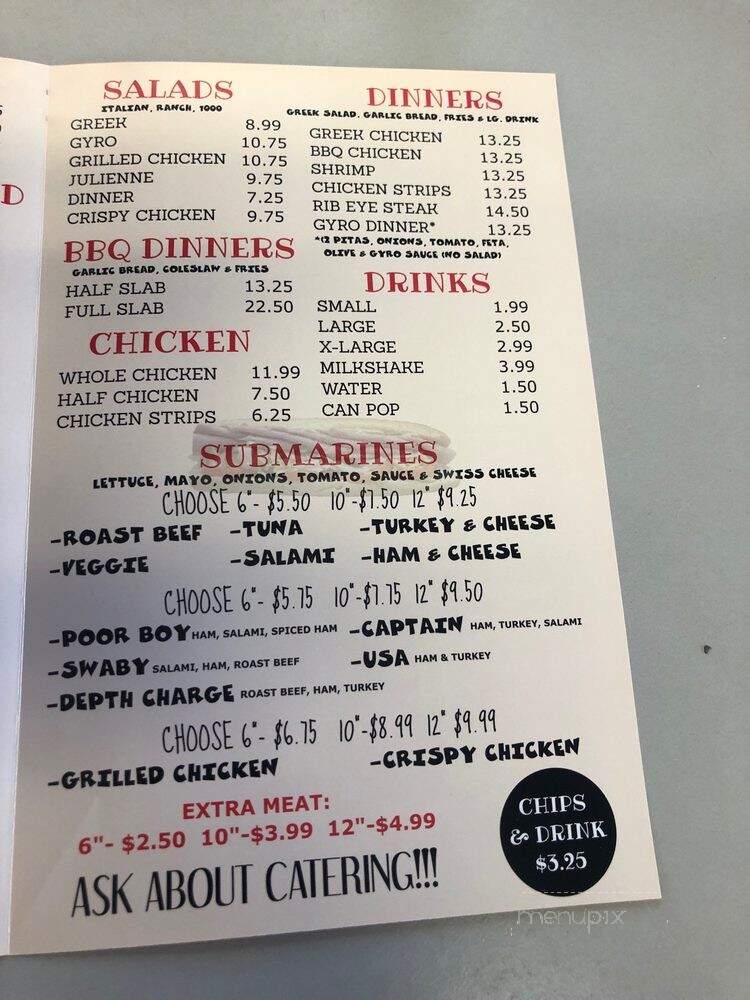 D
SALADS
ITALIAN, RANCH, 1000
GREEK 8.99
GYRO 10.75
GRILLED CHICKEN 10.75
JULIENNE 9.75
DINNER 7.25
CRISPY CHICKEN 9.75
BBQ DINNERS
GARLIC BREAD, COLESLAW & FRIES
HALF SLAB 13.25
FULL SLAB 22.50
CHICKEN
WHOLE CHICKEN 11.99
HALF CHICKEN 7.50
CHICKEN STRIPS 6.25
DINNERS
GREEK SALAD, GARLIC BREAD, FRIES & LG. DRINK
GREEK CHICKEN 13.25
BBQ CHICKEN 13.25
SHRIMP 13.25
CHICKEN STRIPS 13.25
RIB EYE STEAK 14.50
GYRO DINNER* 13.25
*(2 PITAS, ONIONS, TOMATO, FETA,
OLIVE & GYRO SAUCE (NO SALAD)
DRINKS
SMALL 1.99
LARGE 2.50
X-LARGE 2.99
MILKSHAKE 3.99
WATER 1.50
CAN POP 1.50
SUBMARINES
LETTUCE, MAYO, ONIONS, TOMATO, SAUCE & SWISS CHEESE
CHOOSE 6"- $5.50 10"-$7.50 12" $9.25
-ROAST BEEF -TUNA -TURKEY & CHEESE
-VEGGIE -SALAMI -HAM & CHEESE
CHOOSE 6"- $5.75 10"-$7.75 12" $9.50
-POOR BOY HAM, SALAMI, SPICED HAM -CAPTAIN HAM, TURKEY, SALAMI
-SWABY SALAMI, HAM, ROAST BEEF -USA HAM & TURKEY
-DEPTH CHARGE ROAST BEEF, HAM, TURKEY
CHOOSE 6"- $6.75 10"-$8.99 12" $9.99
-GRILLED CHICKEN -CRISPY CHICKEN
EXTRA MEAT:
6"- $2.50 10"-$3.99 12"-$4.99
ASK ABOUT CATERING!!!
CHIPS
& DRINK
$3.25
menupix